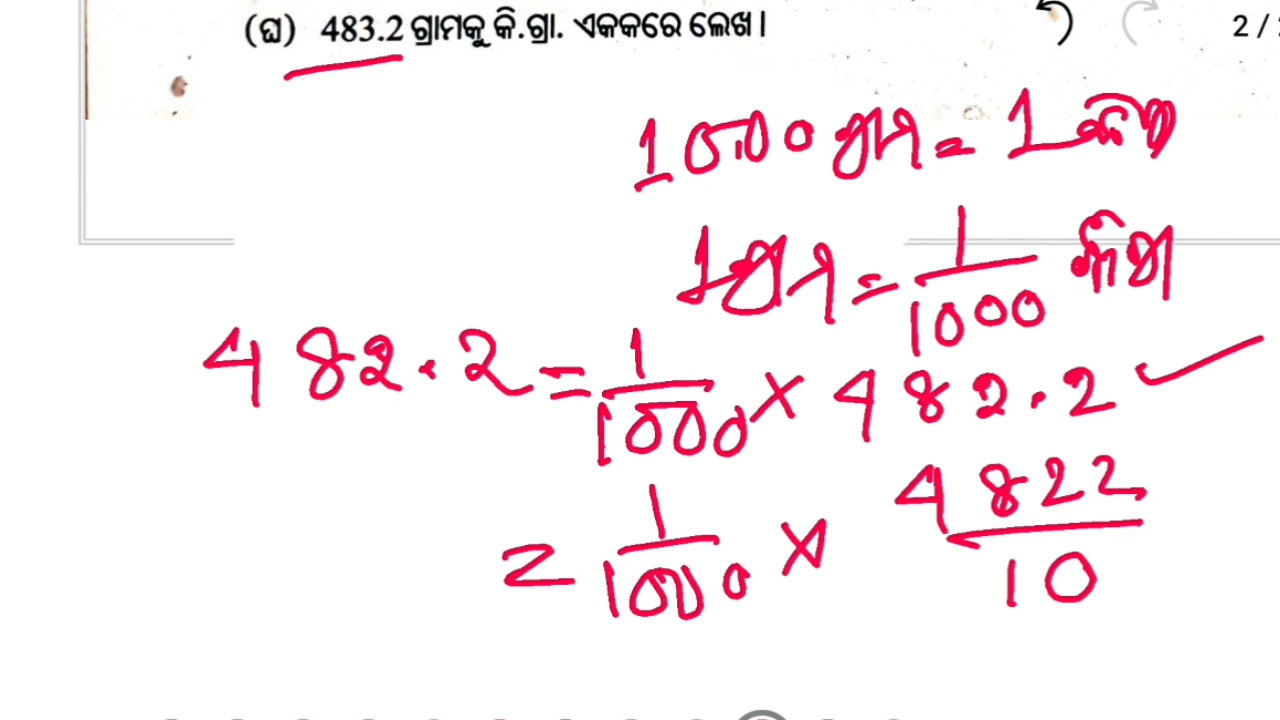 (ଘ) 483.2 ଗ୍ରାମକୁ କି.ଗ୍ରା. ଏକକରେ ଲେଖ।
2/
1000 ଗ୍ରାମ = 1 କିଗ୍ରା
1 ଗ୍ରାମ = 1/1000 କିଗ୍ରା
482.2 = 1/1000 × 482.2
= 1/1000 × 4822/10